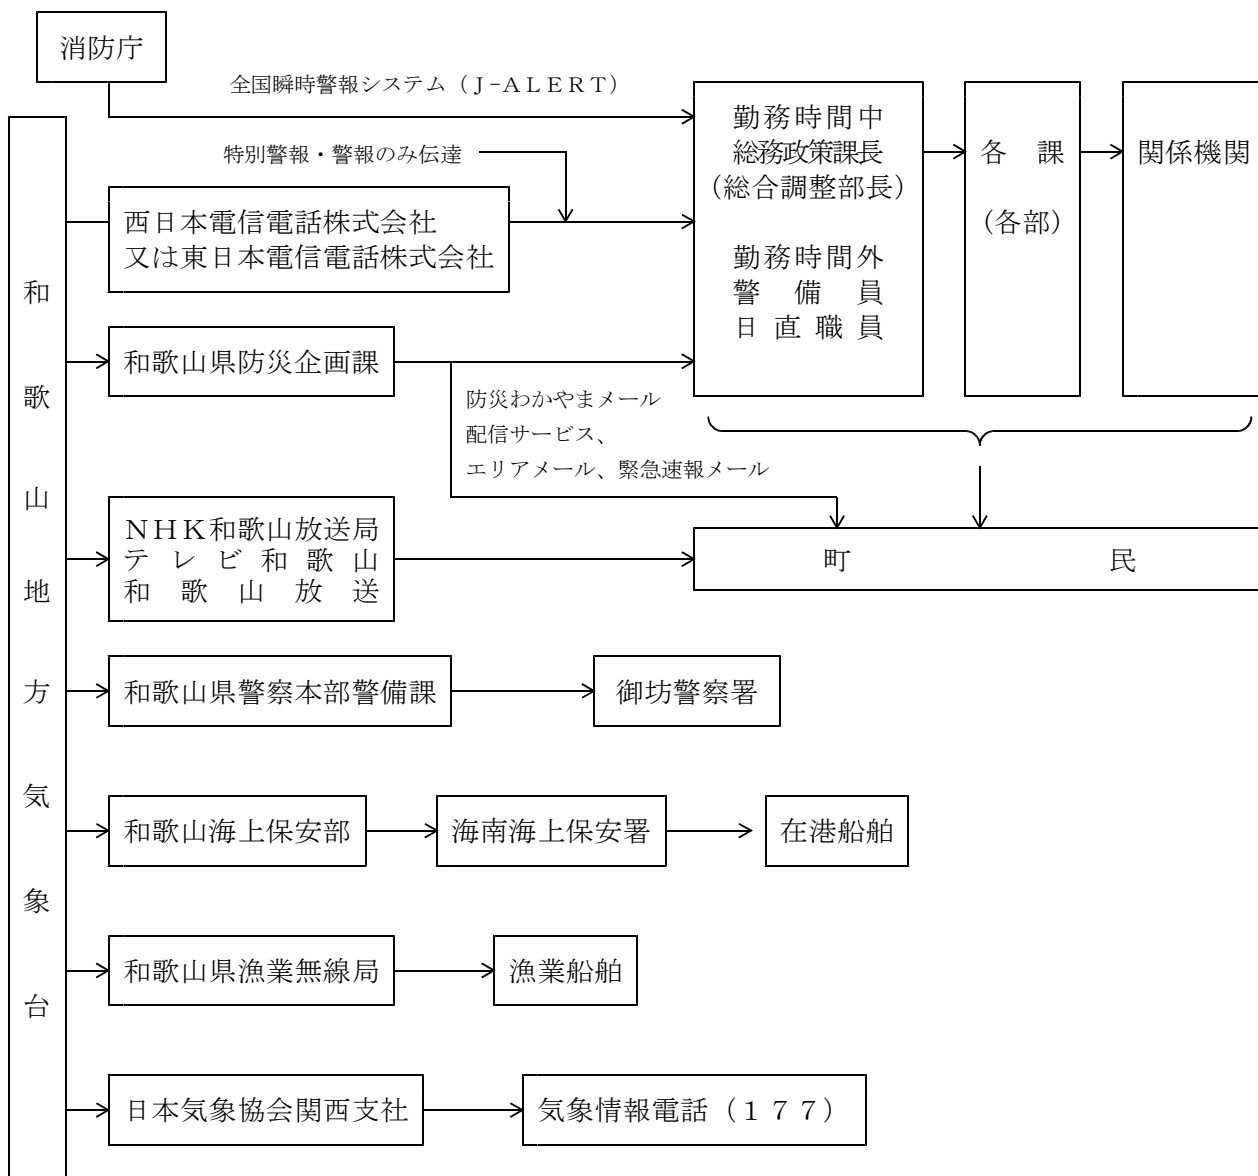 消防庁
全国瞬時警報システム（Ｊ-ＡＬＥＲＴ）
特別警報・警報のみ伝達
和歌山地方気象台
西日本電信電話株式会社
又は東日本電信電話株式会社
勤務時間中
総務政策課長
（総合調整部長）
勤務時間外
警備員
日直職員
各課
（各部）
関係機関
和歌山県防災企画課
防災わかやまメール
配信サービス、
エリアメール、緊急速報メール
ＮＨＫ和歌山放送局
テレビ和歌山
和歌山放送
町民
和歌山県警察本部警備課
御坊警察署
和歌山海上保安部
海南海上保安署
在港船舶
和歌山県漁業無線局
漁業船舶
日本気象協会関西支社
気象情報電話（１７７）